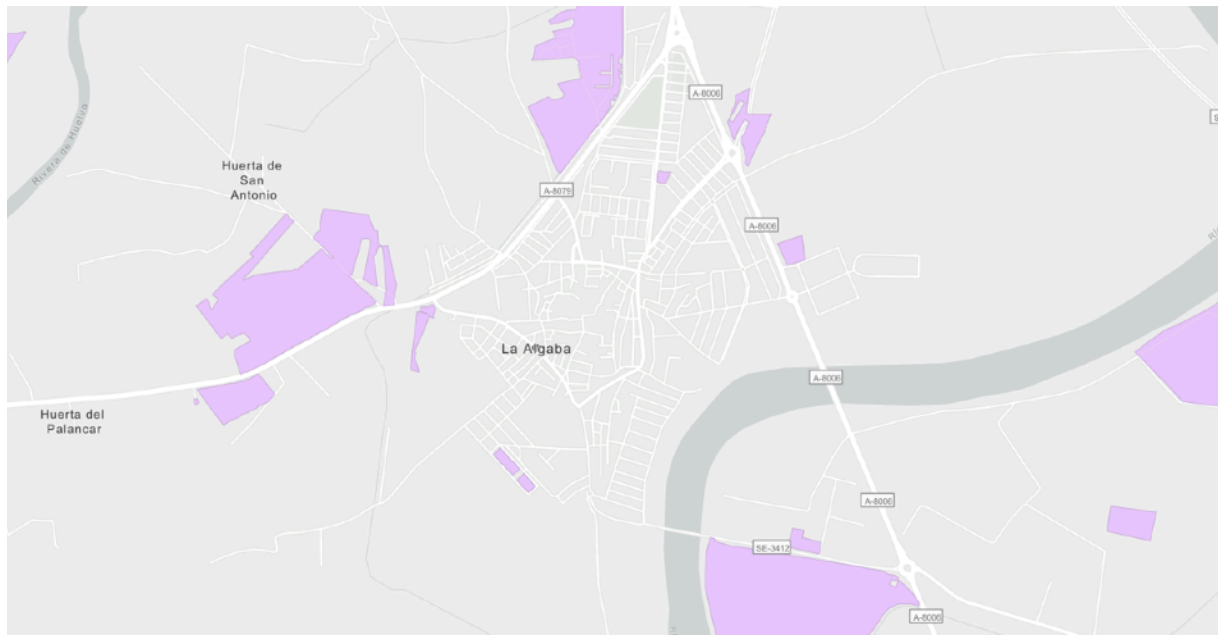 A-8006
Rivera de Huelva
Huerta de
San
Antonio
A-8079
A-8006
La Algaba
A-8006
Huerta del
Palancar
A-8006
SE-3412
A-8006